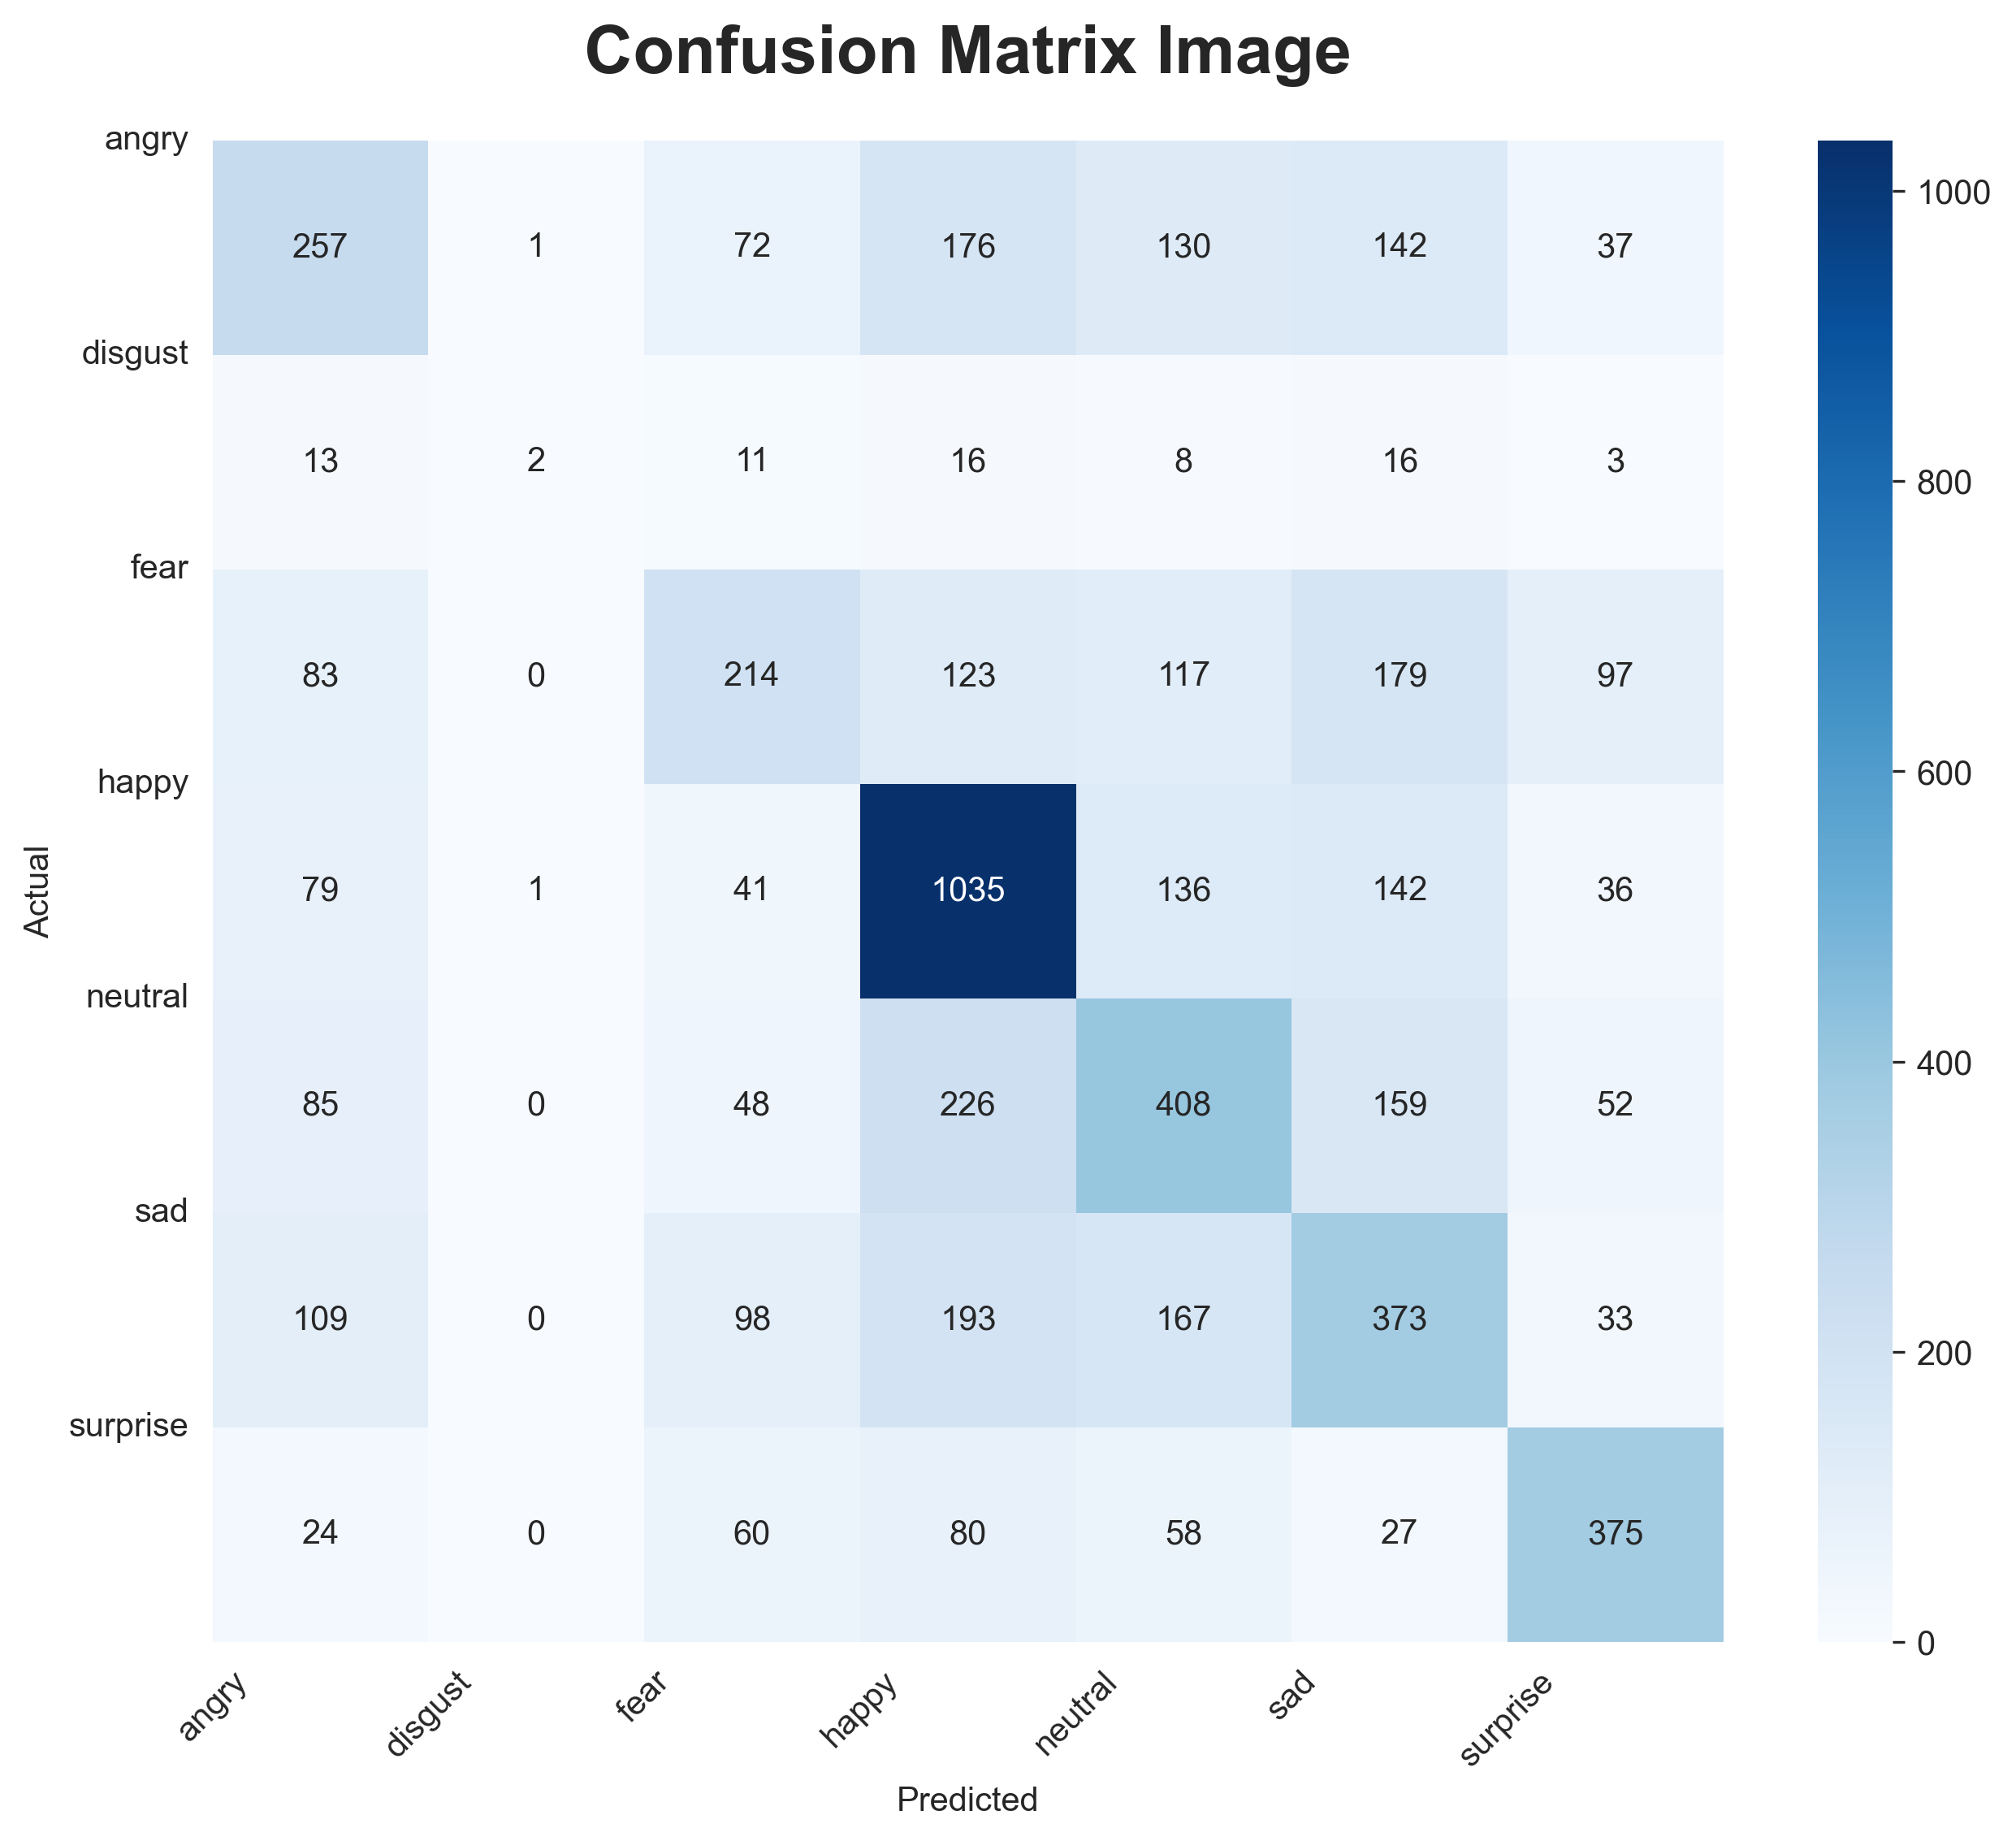 Confusion Matrix Image
angry
257 1 72 176 130 142 37
disgust
13 2 11 16 8 16 3
fear
83 0 214 123 117 179 97
happy
79 1 41 1035 136 142 36
neutral
85 0 48 226 408 159 52
sad
109 0 98 193 167 373 33
surprise
24 0 60 80 58 27 375
Actual
angry disgust fear happy neutral sad surprise
Predicted
1000
800
600
400
200
0